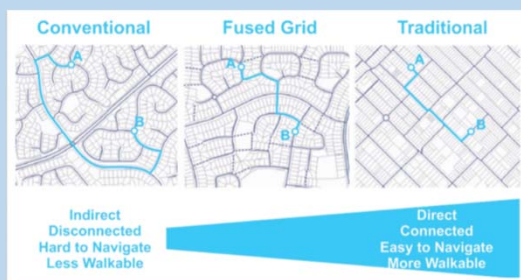 Conventional
Fused Grid
Traditional
A
B
A
B
A
B
Indirect
Disconnected
Hard to Navigate
Less Walkable
Direct
Connected
Easy to Navigate
More Walkable